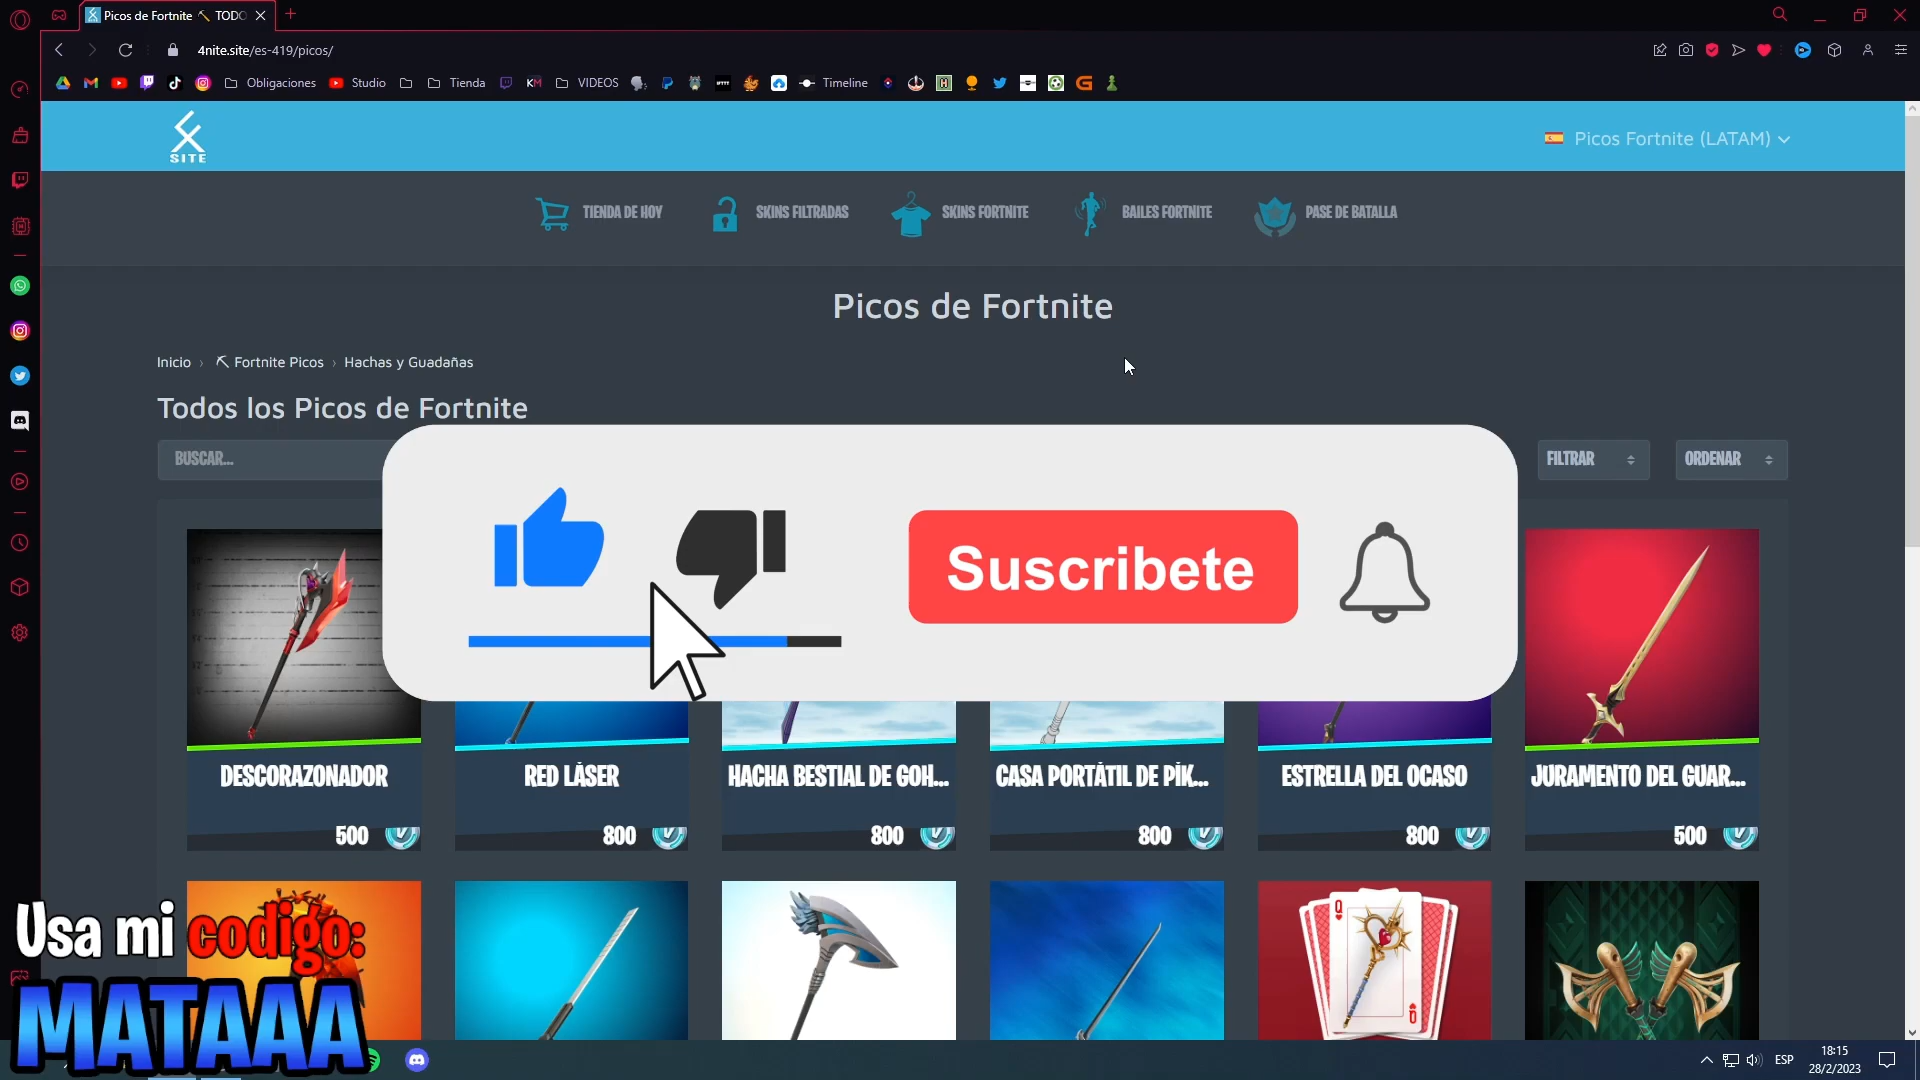 Picos de Fortnite ⛏ TODO
4nite.site/es-419/picos/
Obligaciones
Studio
Tienda
KM
VIDEOS
Timeline
SITE
Picos Fortnite (LATAM)
TIENDA DE HOY
SKINS FILTRADAS
SKINS FORTNITE
BAILES FORTNITE
PASE DE BATALLA
Picos de Fortnite
Inicio › ⛏ Fortnite Picos › Hachas y Guadañas
Todos los Picos de Fortnite
BUSCAR...
FILTRAR
ORDENAR
Suscribete
DESCORAZONADOR
RED LÁSER
HACHA BESTIAL DE GOH...
CASA PORTÁTIL DE PÍK...
ESTRELLA DEL OCASO
JURAMENTO DEL GUAR...
500
800
800
800
800
500
Q
Q
Usa mi codigo:
MATAAA
ESP
18:15
28/2/2023